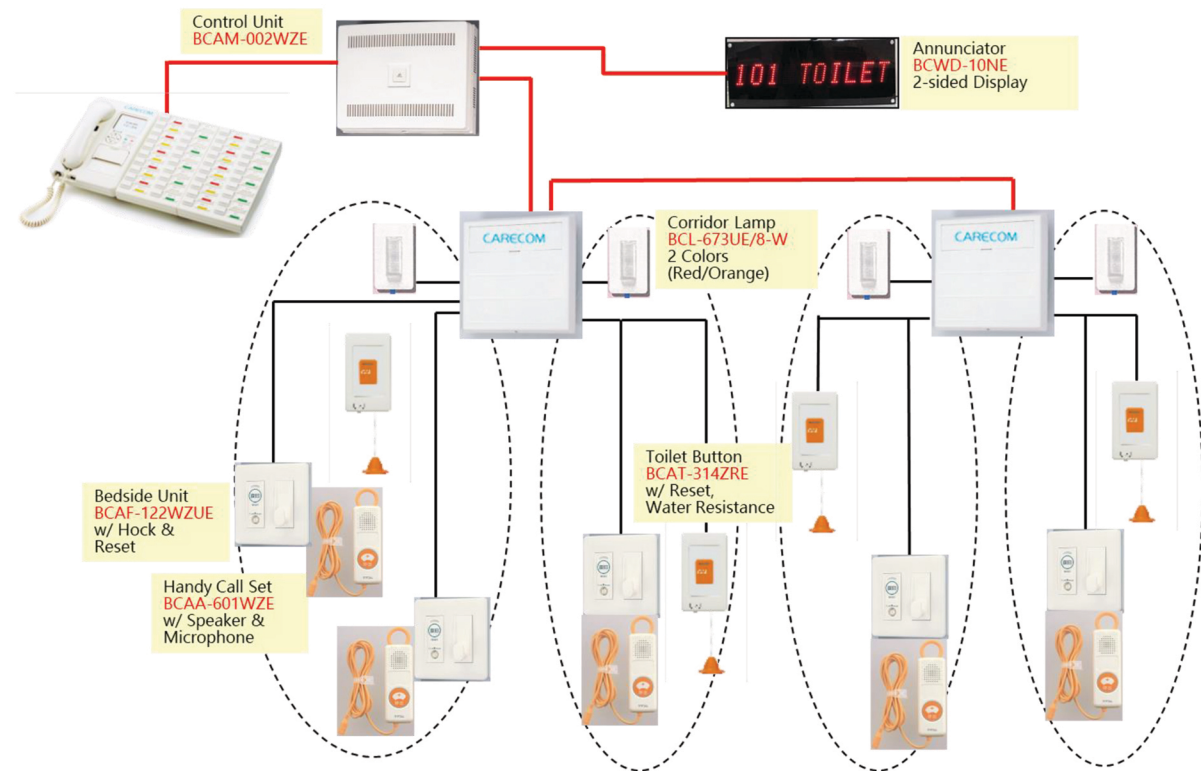 Control Unit
BCAM-002WZE
Annunciator
BCWD-10NE
2-sided Display
101 TOILET
CARECOM
CARECOM
Corridor Lamp
BCL-673UE/8-W
2 Colors
(Red/Orange)
CARECOM
Toilet Button
BCAT-314ZRE
w/ Reset,
Water Resistance
Bedside Unit
BCAF-122WZUE
w/ Hock &
Reset
Handy Call Set
BCAA-601WZE
w/ Speaker &
Microphone